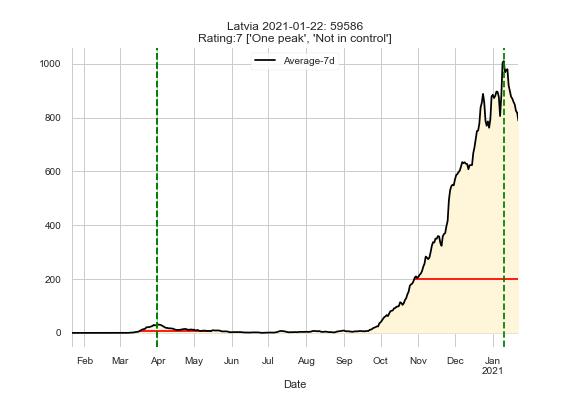 Latvia 2021-01-22: 59586
Rating:7 ['One peak', 'Not in control']
Average-7d
1000
800
600
400
200
0
Feb Mar Apr May Jun Jul Aug Sep Oct Nov Dec Jan
2021
Date